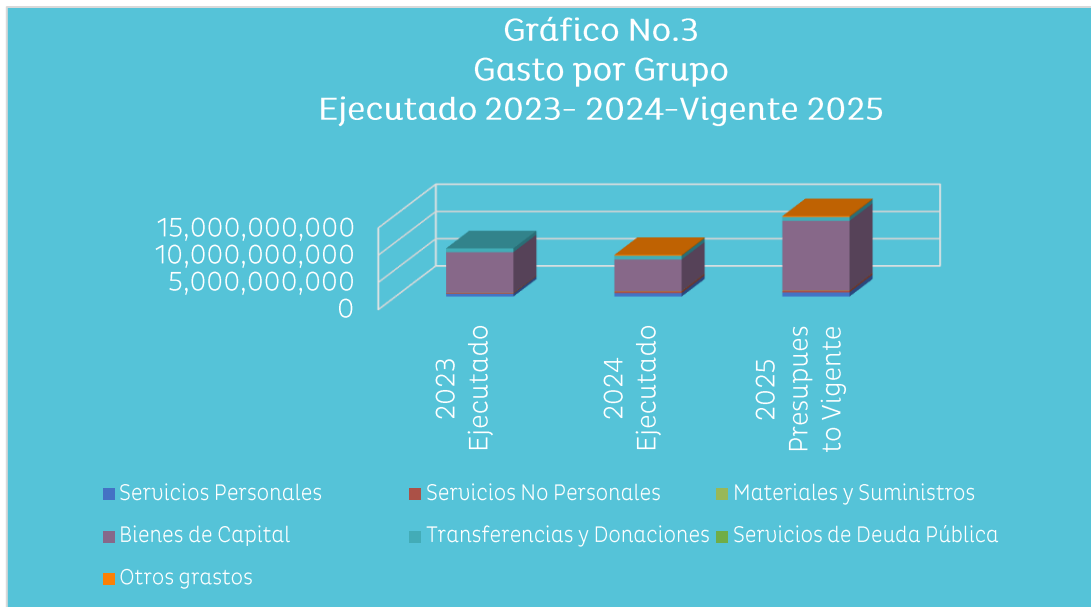 Gráfico No.3
Gasto por Grupo
Ejecutado 2023- 2024-Vigente 2025
15,000,000,000
10,000,000,000
5,000,000,000
0
2023
Ejecutado
2024
Ejecutado
2025
Presupues
to Vigente
Servicios Personales
Servicios No Personales
Materiales y Suministros
Bienes de Capital
Transferencias y Donaciones
Servicios de Deuda Pública
Otros grastos